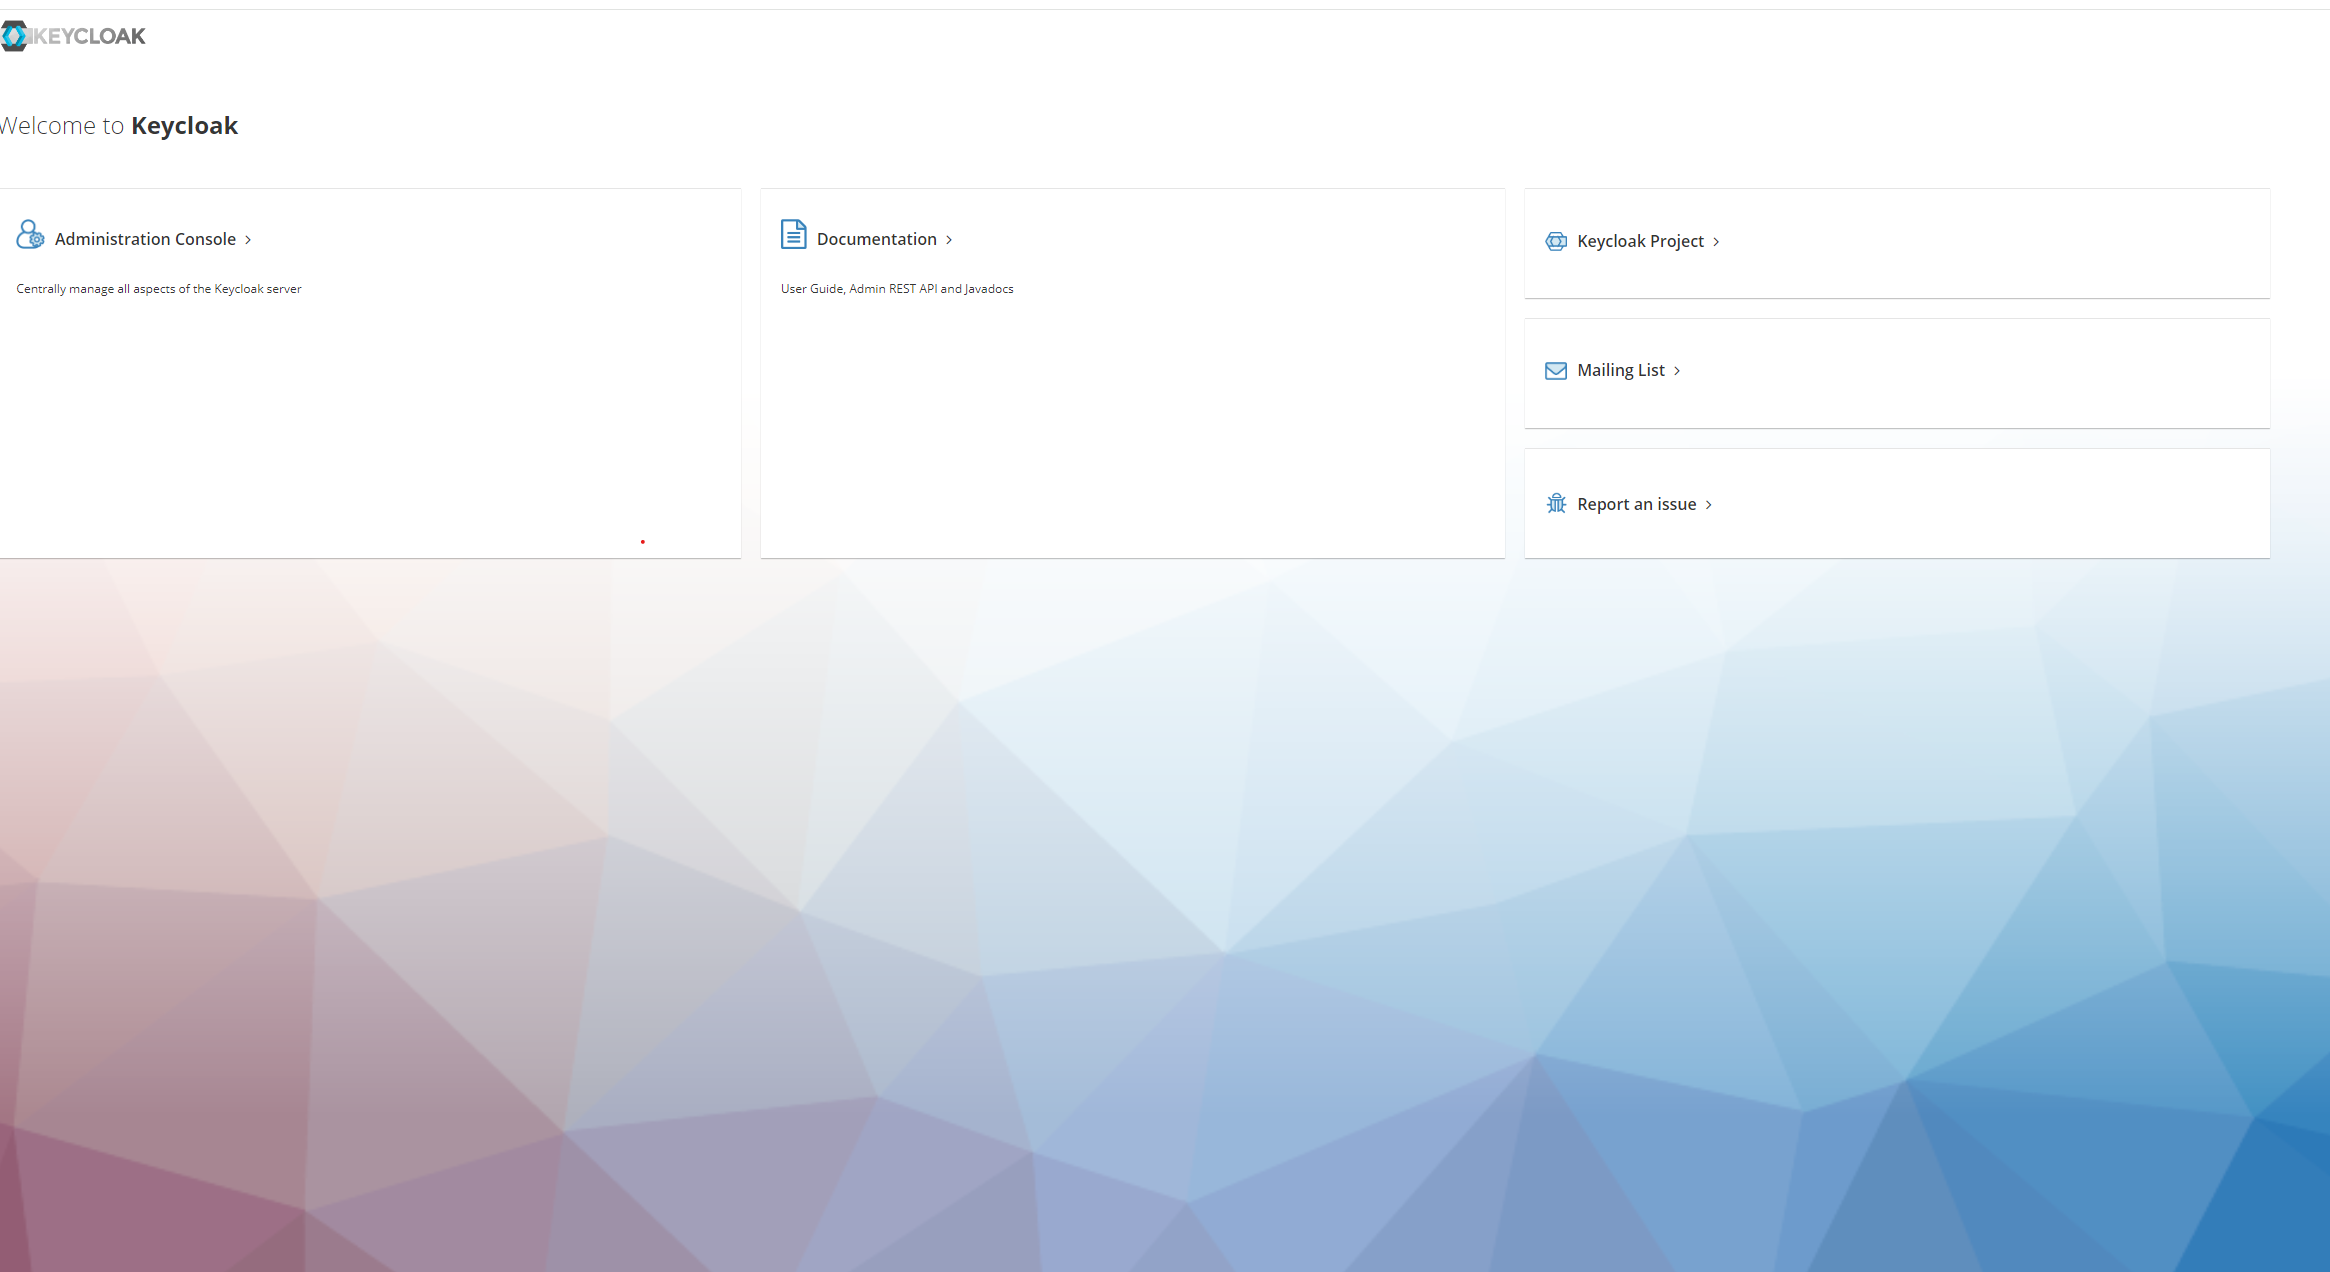 KEYCLOAK
Welcome to Keycloak
Administration Console
Centrally manage all aspects of the Keycloak server
Documentation
User Guide, Admin REST API and Javadocs
Keycloak Project
Mailing List
Report an issue